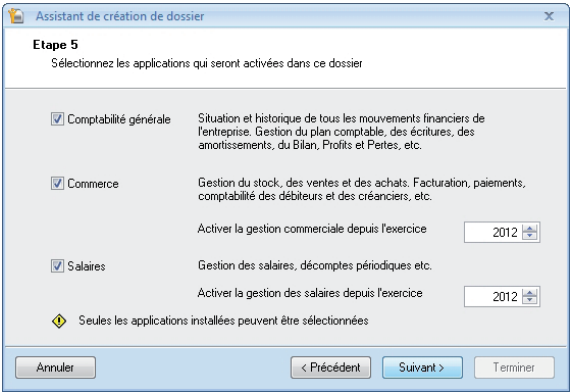 Assistant de création de dossier
Etape 5
Sélectionnez les applications qui seront activées dans ce dossier
Comptabilité générale
Situation et historique de tous les mouvements financiers de
l'entreprise. Gestion du plan comptable, des écritures, des
amortissements, du Bilan, Profits et Pertes, etc.
Commerce
Gestion du stock, des ventes et des achats. Facturation, paiements,
comptabilité des débiteurs et des créanciers, etc.
Activer la gestion commerciale depuis l'exercice 2012
Salaires
Gestion des salaires, décomptes périodiques etc.
Activer la gestion des salaires depuis l'exercice 2012
Seules les applications installées peuvent être sélectionnées
Annuler < Précédent Suivant > Terminer